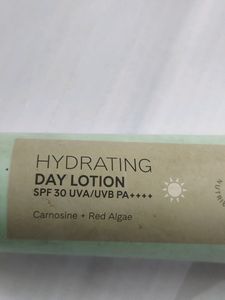 HYDRATING
DAY LOTION
SPF 30 UVA/UVB PA++++
Carnosine + Red Algae